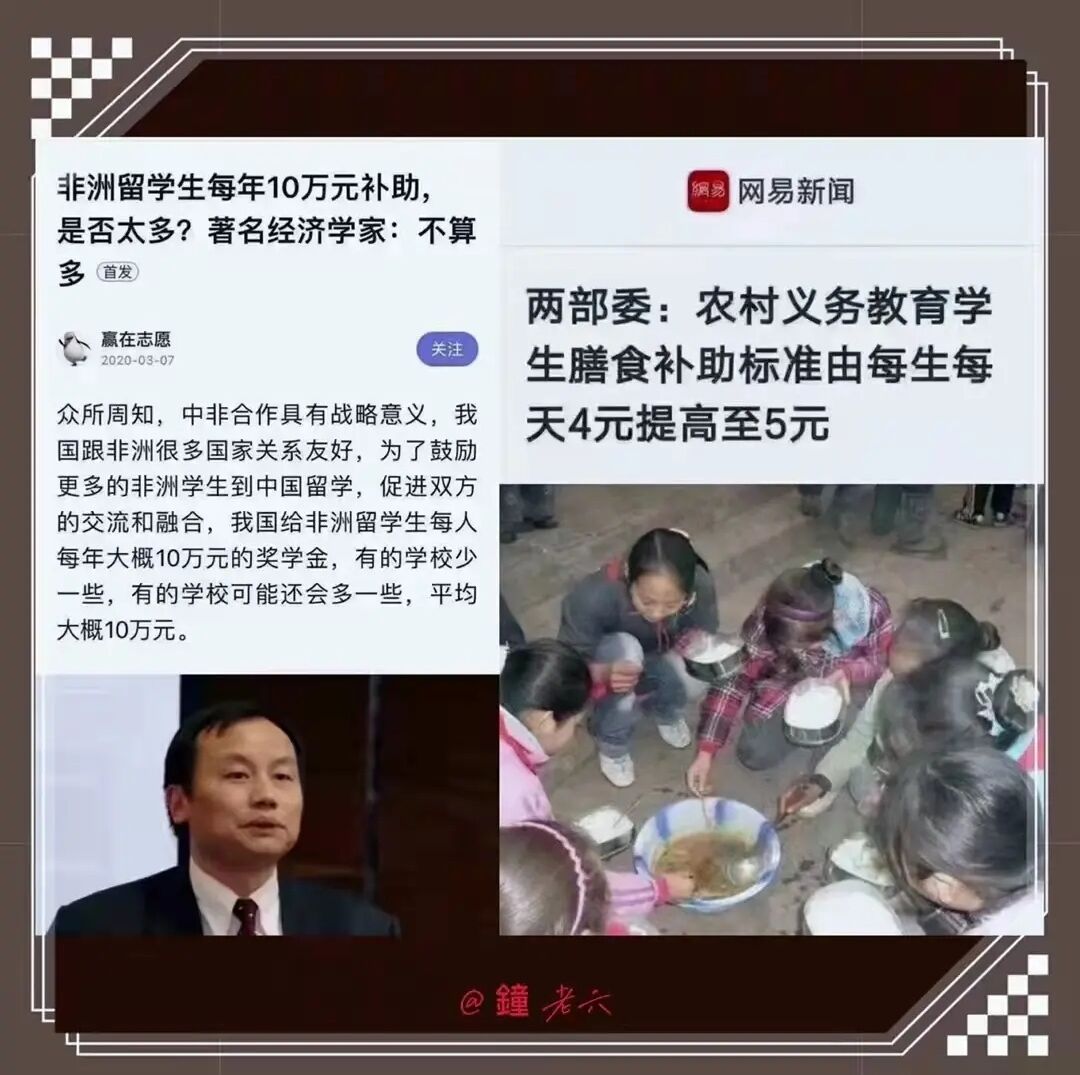 非洲留学生每年10万元补助，
是否太多？著名经济学家：不算
多 首发
赢在志愿
2020-03-07
关注
众所周知，中非合作具有战略意义，我
国跟非洲很多国家关系友好，为了鼓励
更多的非洲学生到中国留学，促进双方
的交流和融合，我国给非洲留学生每人
每年大概10万元的奖学金，有的学校少
一些，有的学校可能还会多一些，平均
大概10万元。
網易 网易新闻
两部委：农村义务教育学
生膳食补助标准由每生每
天4元提高至5元
@鐘老六